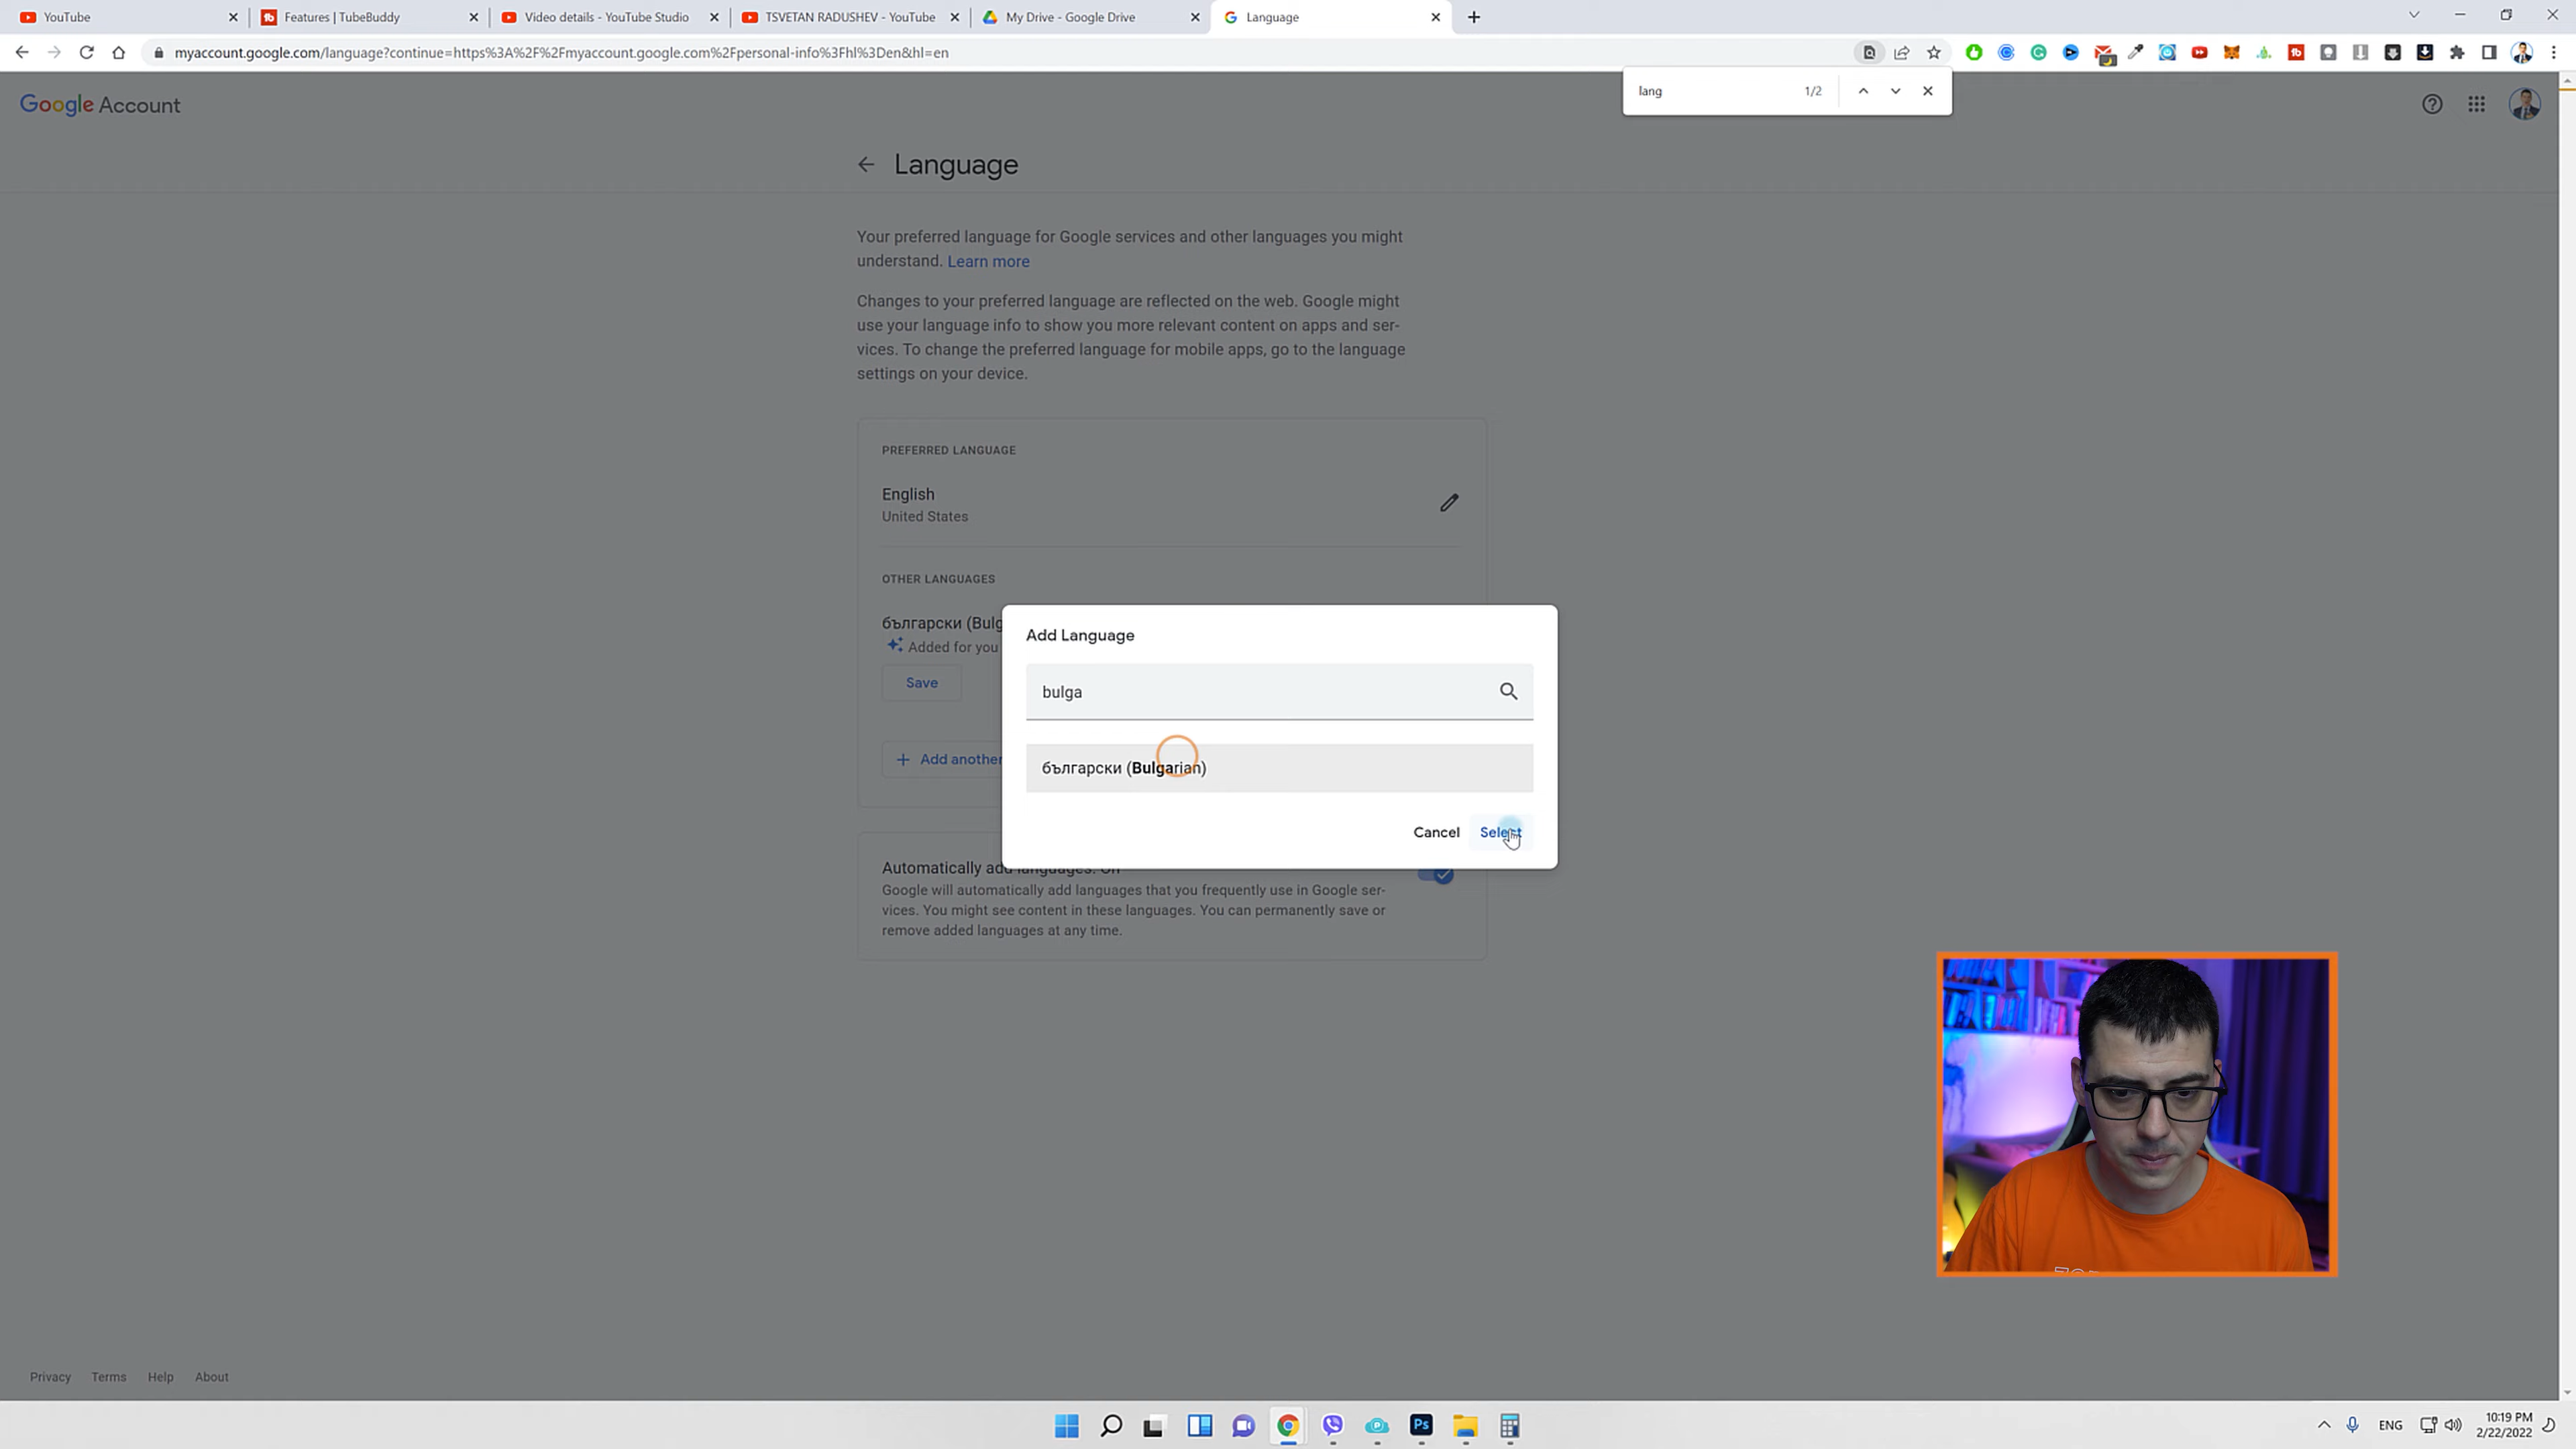 YouTube
Features | TubeBuddy
Video details - YouTube Studio
TSVETAN RADUSHEV - YouTube
My Drive - Google Drive
Language
myaccount.google.com/language?continue=https%3A%2F%2Fmyaccount.google.com%2Fpersonal-info%3Fhl%3Den&hl=en
lang
1/2
Google Account
Language
Your preferred language for Google services and other languages you might
understand. Learn more
Changes to your preferred language are reflected on the web. Google might
use your language info to show you more relevant content on apps and ser-
vices. To change the preferred language for mobile apps, go to the language
settings on your device.
PREFERRED LANGUAGE
English
United States
OTHER LANGUAGES
български (Bulg
Added for you
Save
Add another
Add Language
bulga
български (Bulgarian)
Cancel
Select
Automatically add languages: On
Google will automatically add languages that you frequently use in Google ser-
vices. You might see content in these languages. You can permanently save or
remove added languages at any time.
Privacy
Terms
Help
About
Ps
ENG
10:19 PM
2/22/2022